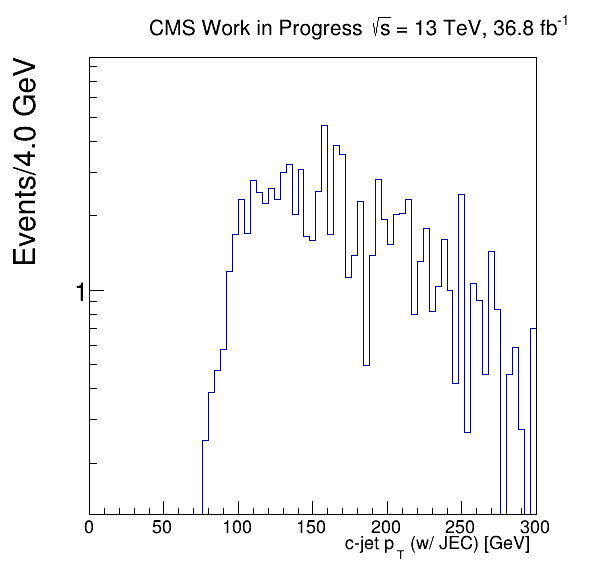 CMS Work in Progress √s = 13 TeV, 36.8 fb⁻¹
Events/4.0 GeV
1
0 50 100 150 200 250 300
c-jet p_T (w/ JEC) [GeV]